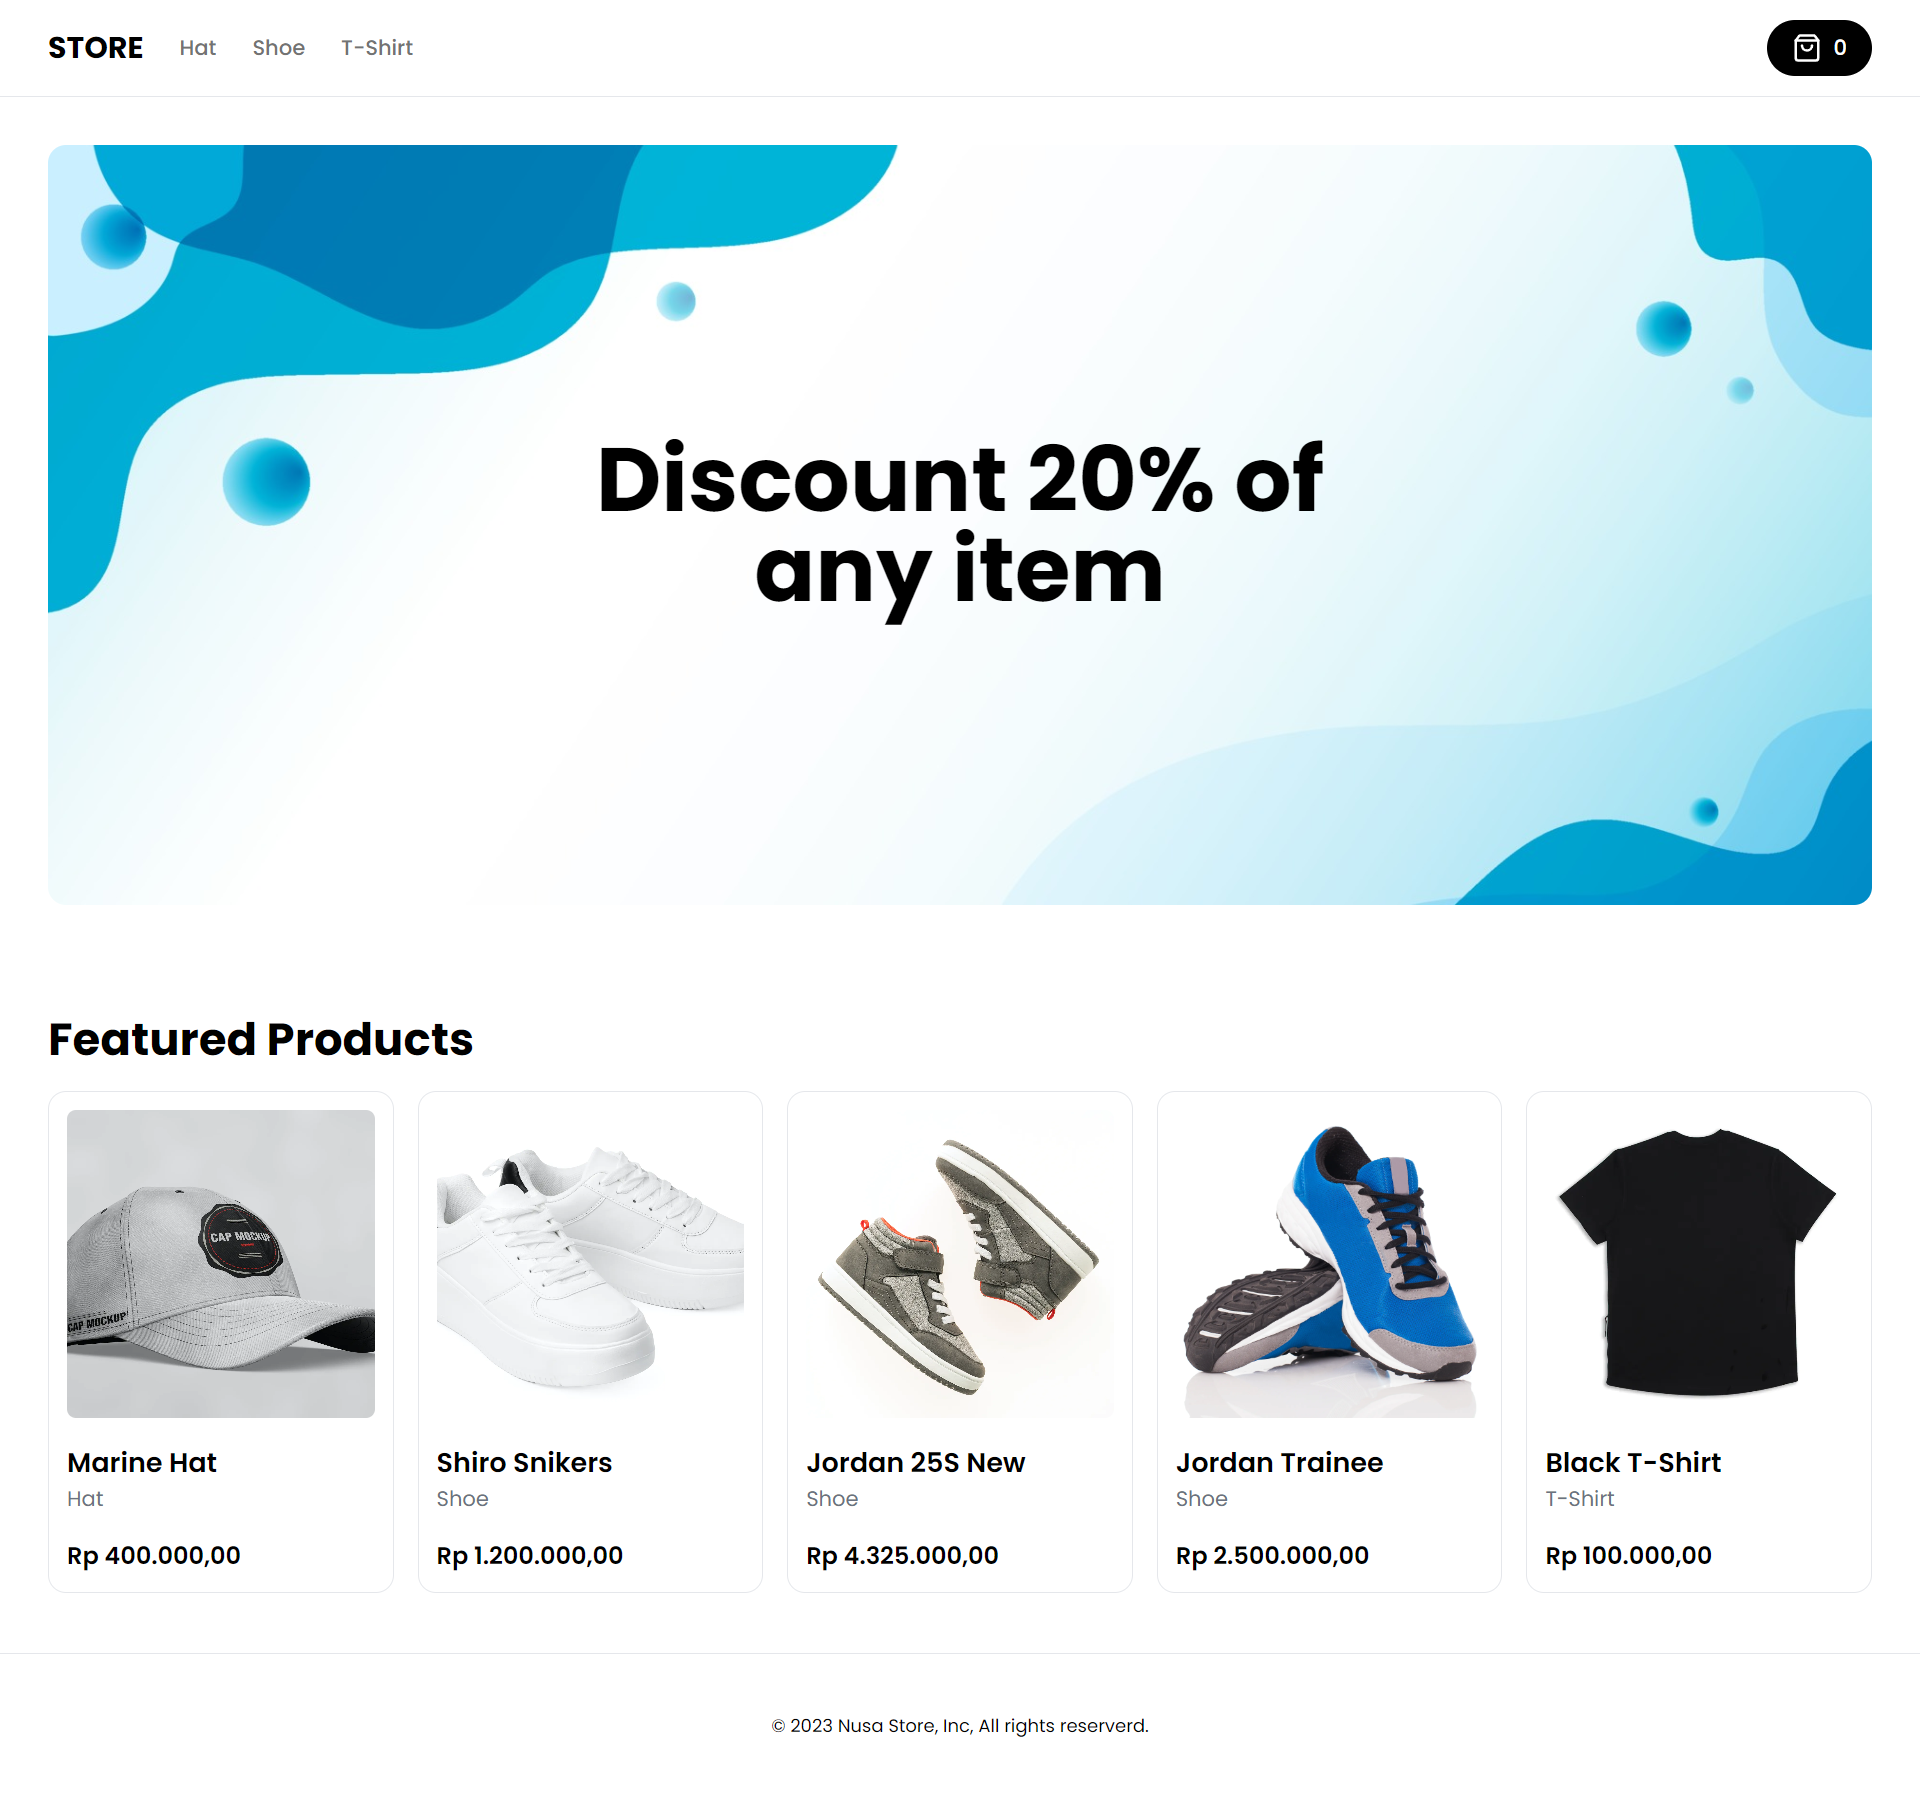 STORE Hat Shoe T-Shirt 0
Discount 20% of
any item
Featured Products
CAP MOCKUP
CAP MOCKUP
Marine Hat
Hat
Rp 400.000,00
Shiro Snikers
Shoe
Rp 1.200.000,00
Jordan 25S New
Shoe
Rp 4.325.000,00
Jordan Trainee
Shoe
Rp 2.500.000,00
Black T-Shirt
T-Shirt
Rp 100.000,00
© 2023 Nusa Store, Inc, All rights reserverd.